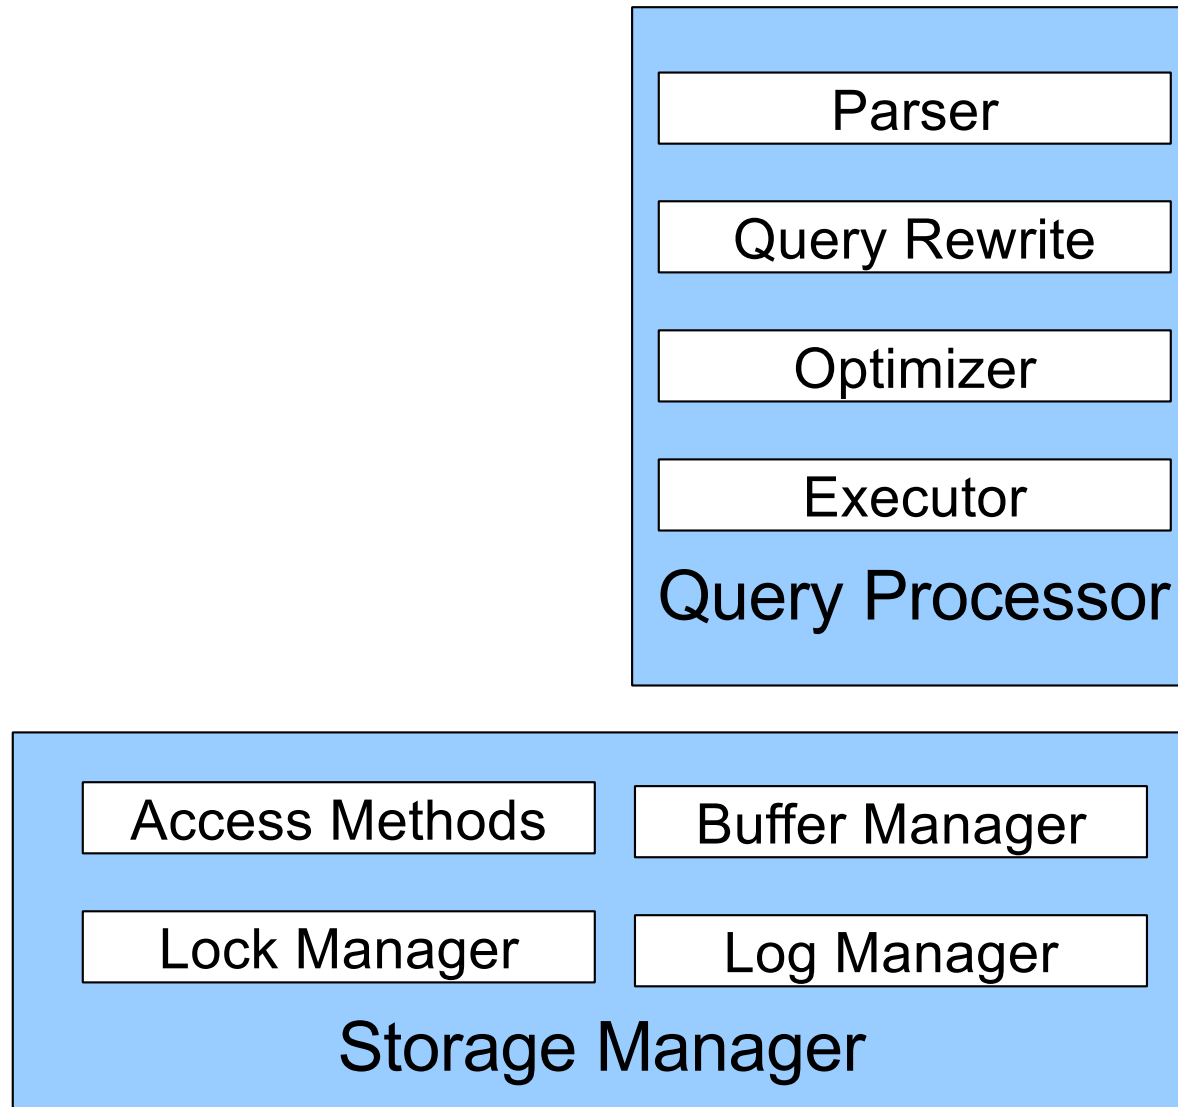 Parser
Query Rewrite
Optimizer
Executor
Query Processor
Access Methods
Buffer Manager
Lock Manager
Log Manager
Storage Manager